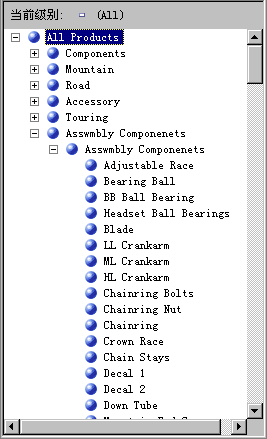 当前级别: (All)
All Products
Components
Mountain
Road
Accessory
Touring
Asswmbly Componenets
Asswmbly Componenets
Adjustable Race
Bearing Ball
BB Ball Bearing
Headset Ball Bearings
Blade
LL Crankarm
ML Crankarm
HL Crankarm
Chainring Bolts
Chainring Nut
Chainring
Crown Race
Chain Stays
Decal 1
Decal 2
Down Tube